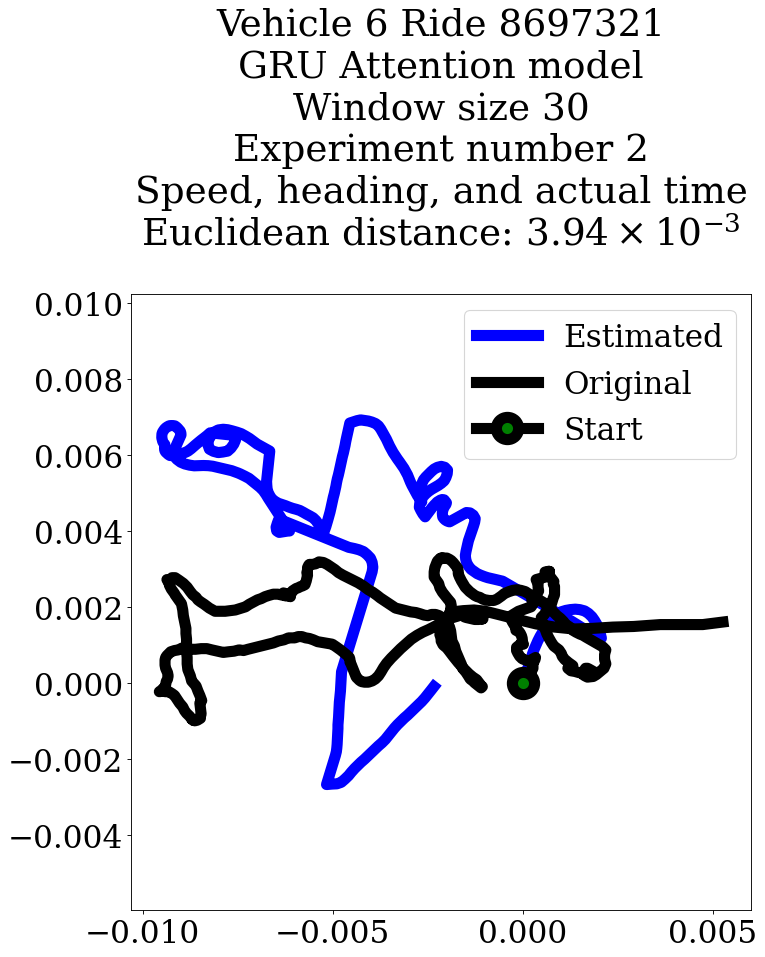 Vehicle 6 Ride 8697321
GRU Attention model
Window size 30
Experiment number 2
Speed, heading, and actual time
Euclidean distance: 3.94 × 10⁻³
Estimated
Original
Start
0.010
0.008
0.006
0.004
0.002
0.000
−0.002
−0.004
−0.010 −0.005 0.000 0.005